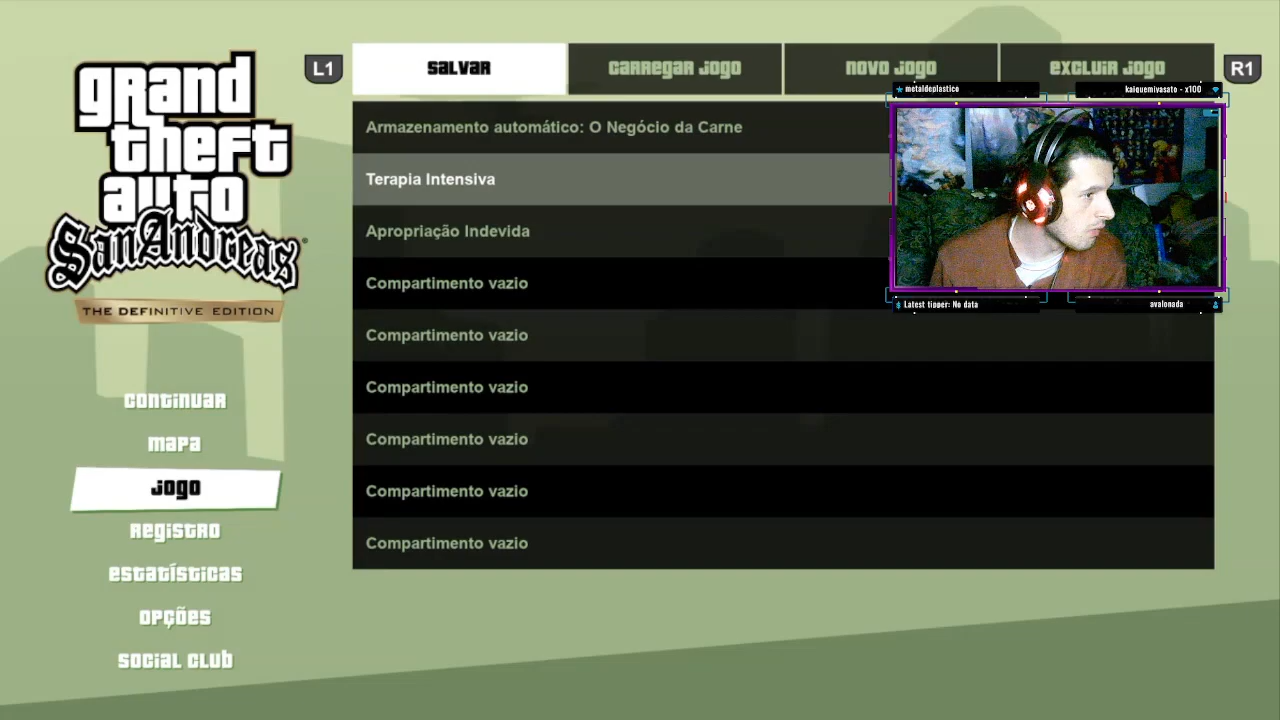 grand
theft
auto
San Andreas
THE DEFINITIVE EDITION
L1
SALVAR
CARREGAR JOGO
NOVO JOGO
EXCLUIR JOGO
R1
metaldeplastico
kaiquemivasato - x100
Armazenamento automático: O Negócio da Carne
Terapia Intensiva
Apropriação Indevida
Compartimento vazio
Latest tipper: No data
avalonada
Compartimento vazio
Compartimento vazio
Compartimento vazio
Compartimento vazio
Compartimento vazio
CONTINUAR
MAPA
JOGO
REGISTRO
ESTATÍSTICAS
OPÇÕES
SOCIAL CLUB